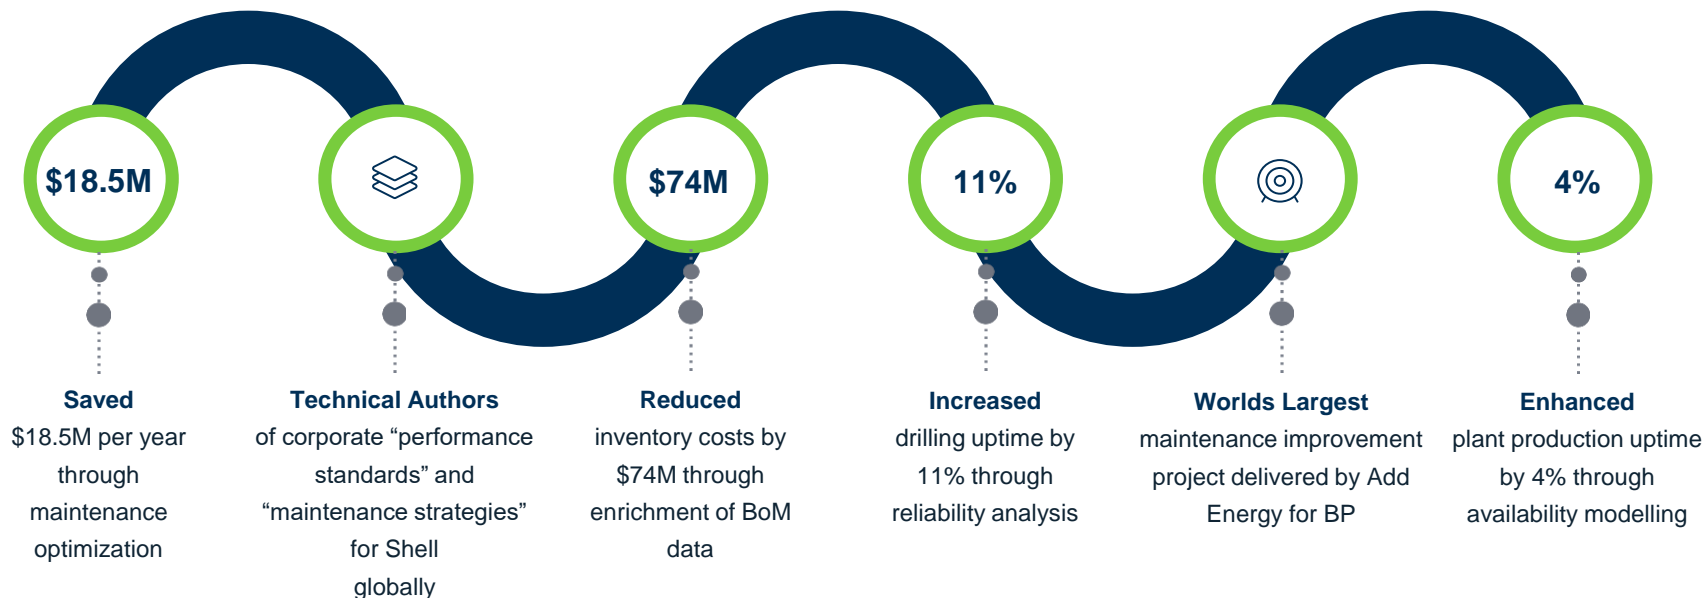 $18.5M
$74M
11%
4%
Saved
$18.5M per year
through
maintenance
optimization
Technical Authors
of corporate “performance
standards” and
“maintenance strategies”
for Shell
globally
Reduced
inventory costs by
$74M through
enrichment of BoM
data
Increased
drilling uptime by
11% through
reliability analysis
Worlds Largest
maintenance improvement
project delivered by Add
Energy for BP
Enhanced
plant production uptime
by 4% through
availability modelling